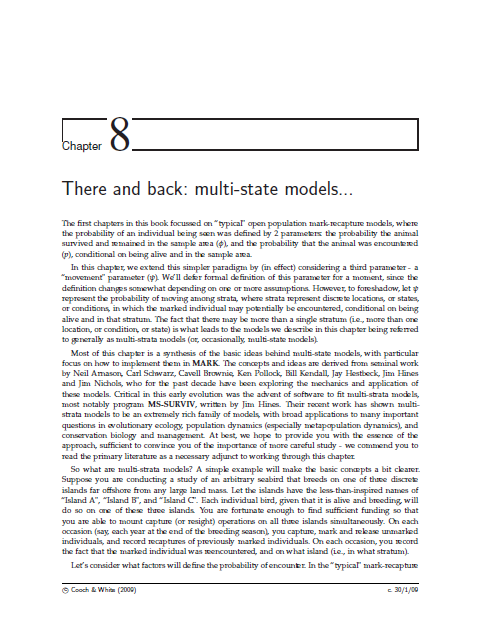 Chapter 8
There and back: multi-state models...
The first chapters in this book focussed on "typical" open population mark-recapture models, where
the probability of an individual being seen was defined by 2 parameters: the probability the animal
survived and remained in the sample area (ϕ), and the probability that the animal was encountered
(p), conditional on being alive and in the sample area.
In this chapter, we extend this simpler paradigm by (in effect) considering a third parameter - a
"movement" parameter (ψ). We'll defer formal definition of this parameter for a moment, since the
definition changes somewhat depending on one or more assumptions. However, to foreshadow, let ψ
represent the probability of moving among strata, where strata represent discrete locations, or states,
or conditions, in which the marked individual may potentially be encountered, conditional on being
alive and in that stratum. The fact that there may be more than a single stratum (i.e., more than one
location, or condition, or state) is what leads to the models we describe in this chapter being referred
to generally as multi-strata models (or, occasionally, multi-state models).
Most of this chapter is a synthesis of the basic ideas behind multi-state models, with particular
focus on how to implement them in MARK. The concepts and ideas are derived from seminal work
by Neil Arnason, Carl Schwarz, Cavell Brownie, Ken Pollock, Bill Kendall, Jay Hestbeck, Jim Hines
and Jim Nichols, who for the past decade have been exploring the mechanics and application of
these models. Critical in this early evolution was the advent of software to fit multi-strata models,
most notably program MS-SURVIV, written by Jim Hines. Their recent work has shown multi-
strata models to be an extremely rich family of models, with broad applications to many important
questions in evolutionary ecology, population dynamics (especially metapopulation dynamics), and
conservation biology and management. At best, we hope to provide you with the essence of the
approach, sufficient to convince you of the importance of more careful study - we commend you to
read the primary literature as a necessary adjunct to working through this chapter.
So what are multi-strata models? A simple example will make the basic concepts a bit clearer.
Suppose you are conducting a study of an arbitrary seabird that breeds on one of three discrete
islands far offshore from any large land mass. Let the islands have the less-than-inspired names of
"Island A", "Island B", and "Island C". Each individual bird, given that it is alive and breeding, will
do so on one of these three islands. You are fortunate enough to find sufficient funding so that
you are able to mount capture (or resight) operations on all three islands simultaneously. On each
occasion (say, each year at the end of the breeding season), you capture, mark and release unmarked
individuals, and record recaptures of previously marked individuals. On each occasion, you record
the fact that the marked individual was reencountered, and on what island (i.e., in what stratum).
Let's consider what factors will define the probability of encounter. In the "typical" mark-recapture
© Cooch & White (2009) c. 30/1/09